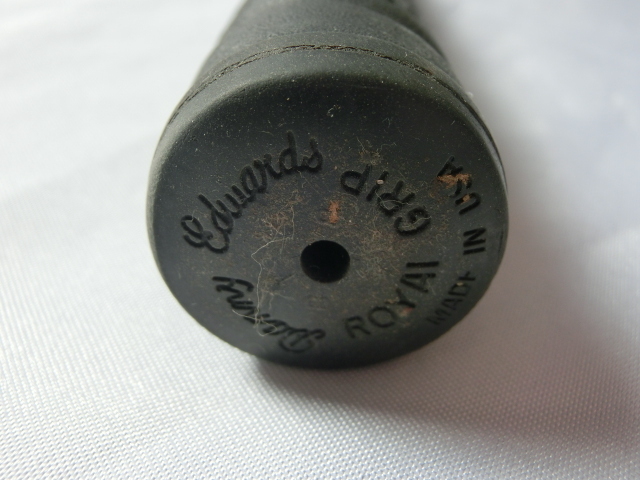 Danny Edwards
ROYAL GRIP
MADE IN USA